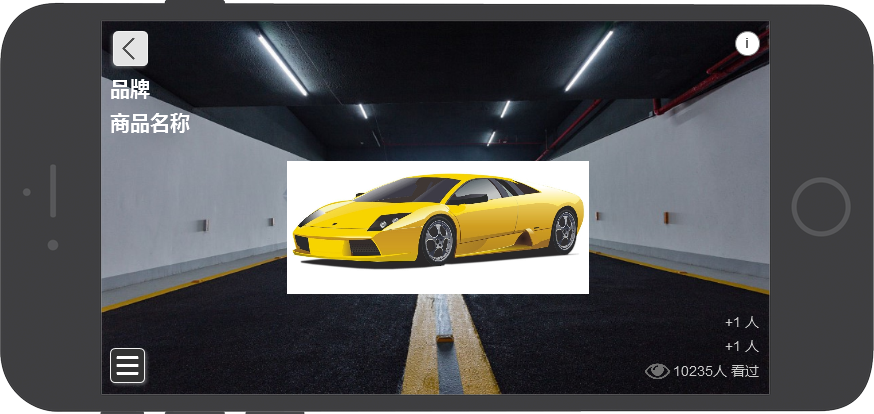 i
品牌
商品名称
+1 人
+1 人
10235人 看过